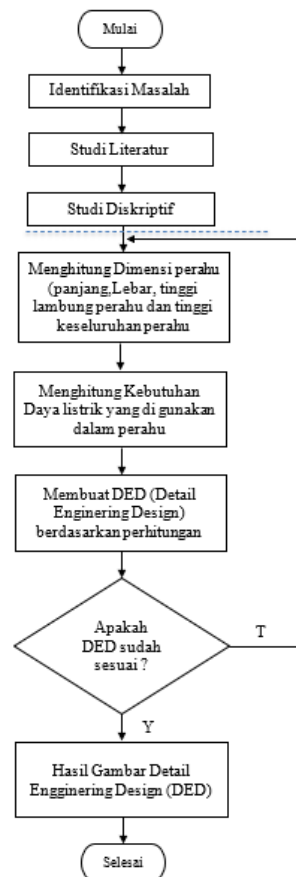 Mulai
Identifikasi Masalah
Studi Literatur
Studi Diskriptif
Menghitung Dimensi perahu
(panjang,Lebar, tinggi
lambung perahu dan tinggi
keseluruhan perahu
Menghitung Kebutuhan
Daya listrik yang di gunakan
dalam perahu
Membuat DED (Detail
Enginering Design)
berdasarkan perhitungan
Apakah
DED sudah
sesuai ?
T
Y
Hasil Gambar Detail
Engginering Design (DED)
Selesai